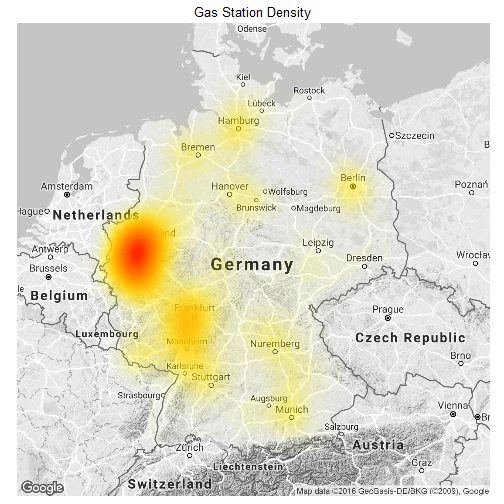 Gas Station Density
Odense
Kiel
Rostock
Lübeck
Hamburg
Szczecin
Bremen
Berlin
Poznań
Amsterdam
Hanover
Wolfsburg
Hague
Netherlands
Brunswick
Magdeburg
Leipzig
Wrocław
Antwerp
Germany
Dresden
Brussels
Belgium
Frankfurt
Prague
Czech Republic
Luxembourg
Mannheim
Nuremberg
Brno
Karlsruhe
Stuttgart
Strasbourg
Augsburg
Munich
Vienna
Salzburg
Zürich
Austria
Liechtenstein
Graz
Switzerland
Google
Map data ©2016 GeoBasis-DE/BKG (©2009), Google